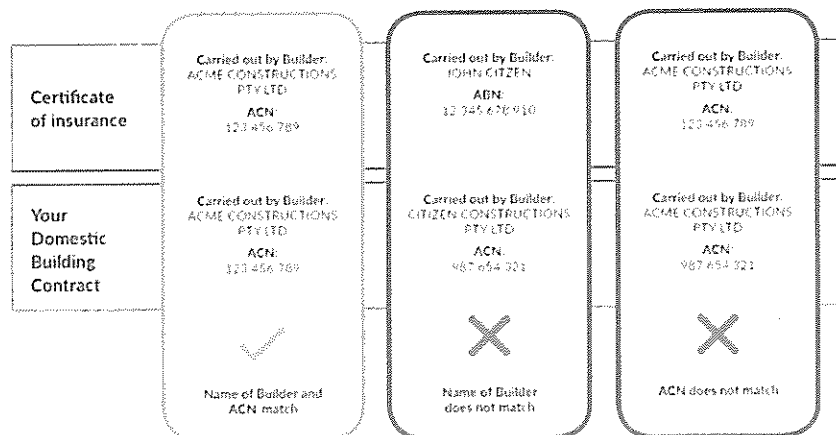 Certificate
of insurance
Carried out by Builder:
ACME CONSTRUCTIONS
PTY LTD
ACN:
123 456 789
Carried out by Builder:
JOHN CITZEN
ABN:
12 345 678 910
Carried out by Builder:
ACME CONSTRUCTIONS
PTY LTD
ACN:
123 456 789
Your
Domestic
Building
Contract
Carried out by Builder:
ACME CONSTRUCTIONS
PTY LTD
ACN:
123 456 789
Carried out by Builder:
CITIZEN CONSTRUCTIONS
PTY LTD
ACN:
987 654 321
Carried out by Builder:
ACME CONSTRUCTIONS
PTY LTD
ACN:
987 654 321
Name of Builder and
ACN match
Name of Builder
does not match
ACN does not match